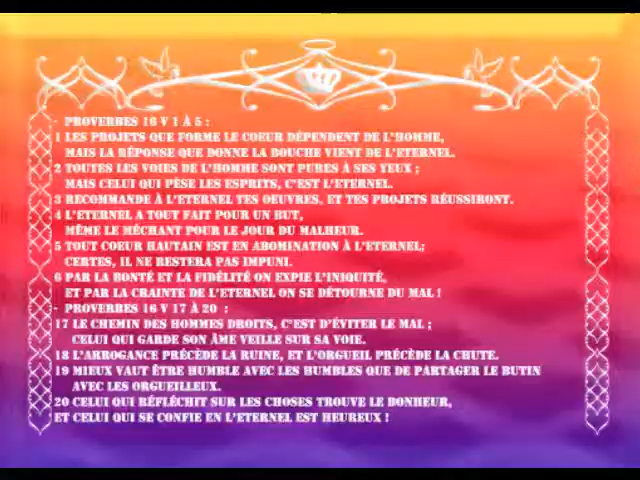 - PROVERBES 16 V 1 À 5 :
1 LES PROJETS QUE FORME LE COEUR DÉPENDENT DE L'HOMME,
MAIS LA RÉPONSE QUE DONNE LA BOUCHE VIENT DE L'ETERNEL.
2 TOUTES LES VOIES DE L'HOMME SONT PURES À SES YEUX ;
MAIS CELUI QUI PÈSE LES ESPRITS, C'EST L'ETERNEL.
3 RECOMMANDE À L'ETERNEL TES OEUVRES, ET TES PROJETS RÉUSSIRONT.
4 L'ETERNEL A TOUT FAIT POUR UN BUT,
MÊME LE MÉCHANT POUR LE JOUR DU MALHEUR.
5 TOUT COEUR HAUTAIN EST EN ABOMINATION À L'ETERNEL;
CERTES, IL NE RESTERA PAS IMPUNI.
6 PAR LA BONTÉ ET LA FIDÉLITÉ ON EXPIE L'INIQUITÉ,
ET PAR LA CRAINTE DE L'ETERNEL ON SE DÉTOURNE DU MAL !
- PROVERBES 16 V 17 À 20 :
17 LE CHEMIN DES HOMMES DROITS, C'EST D'ÉVITER LE MAL ;
CELUI QUI GARDE SON ÂME VEILLE SUR SA VOIE.
18 L'ARROGANCE PRÉCÈDE LA RUINE, ET L'ORGUEIL PRÉCÈDE LA CHUTE.
19 MIEUX VAUT ÊTRE HUMBLE AVEC LES HUMBLES QUE DE PARTAGER LE BUTIN
AVEC LES ORGUEILLEUX.
20 CELUI QUI RÉFLÉCHIT SUR LES CHOSES TROUVE LE BONHEUR,
ET CELUI QUI SE CONFIE EN L'ETERNEL EST HEUREUX !